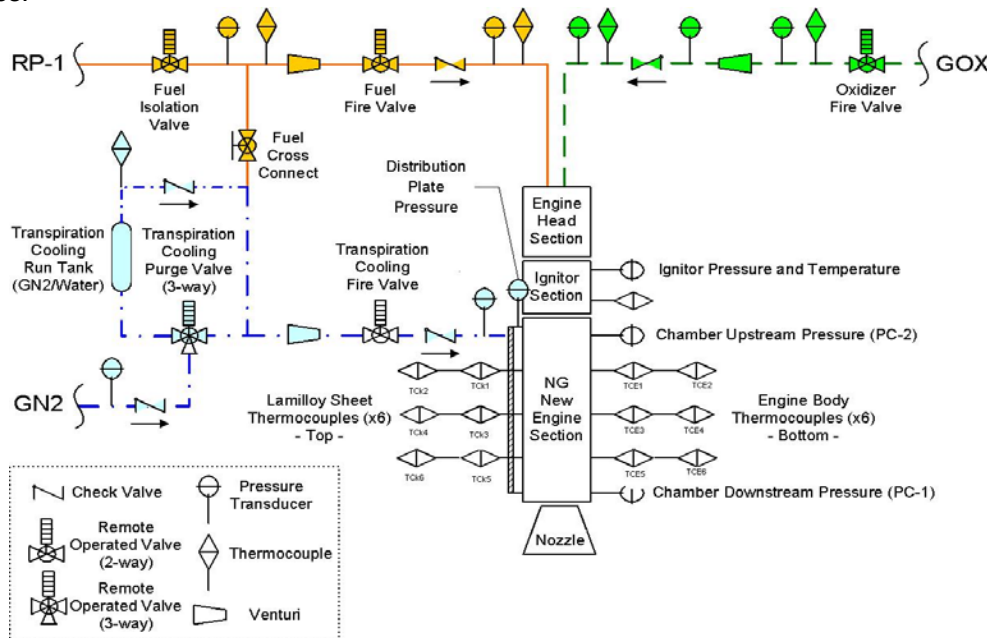 RP-1
Fuel
Isolation
Valve
Fuel
Fire Valve
Oxidizer
Fire Valve
GOX
Fuel
Cross
Connect
Distribution
Plate
Pressure
Engine
Head
Section
Transpiration
Cooling
Run Tank
(GN2/Water)
Transpiration
Cooling
Purge Valve
(3-way)
Transpiration
Cooling
Fire Valve
Ignitor
Section
Ignitor Pressure and Temperature
Chamber Upstream Pressure (PC-2)
GN2
Lamilloy Sheet
Thermocouples (x6)
- Top -
TCk2
TCk1
TCk4
TCk3
TCk6
TCk5
NG
New
Engine
Section
TCE1
TCE2
TCE3
TCE4
TCE5
TCE6
Engine Body
Thermocouples (x6)
- Bottom -
Chamber Downstream Pressure (PC-1)
Nozzle
Check Valve
Remote
Operated Valve
(2-way)
Remote
Operated Valve
(3-way)
Pressure
Transducer
Thermocouple
Venturi